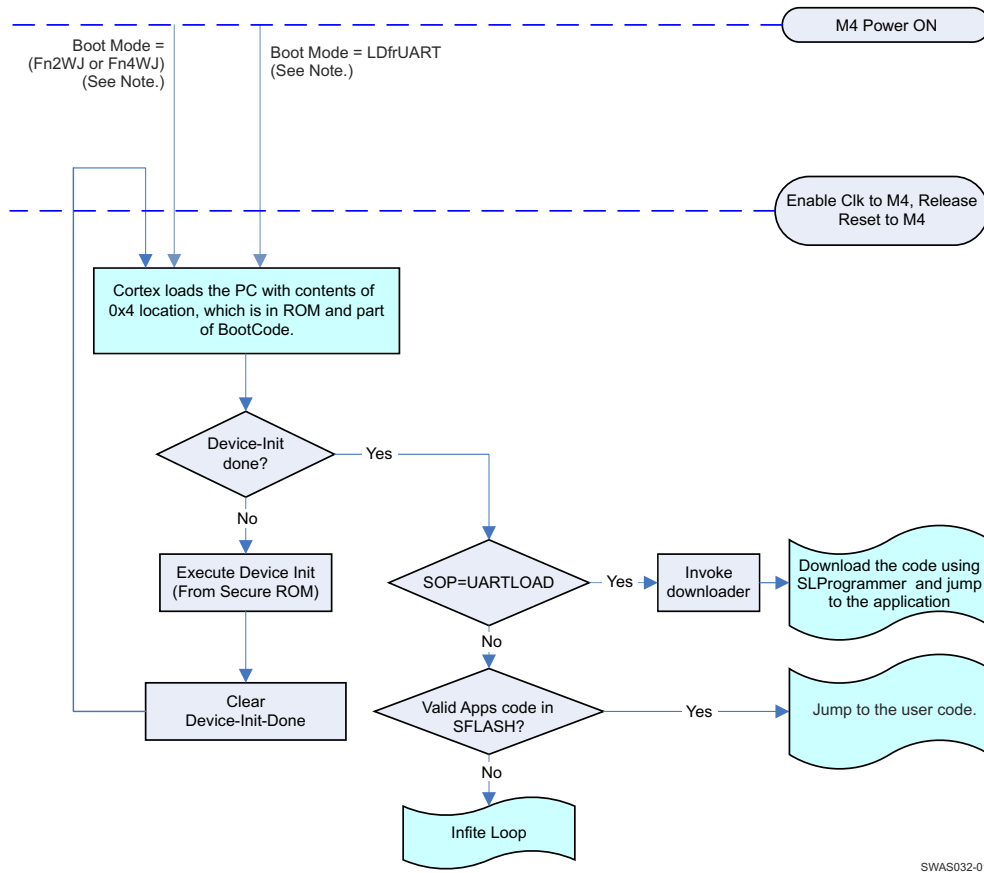 M4 Power ON
Boot Mode =
(Fn2WJ or Fn4WJ)
(See Note.)
Boot Mode = LDfrUART
(See Note.)
Enable Clk to M4, Release
Reset to M4
Cortex loads the PC with contents of
0x4 location, which is in ROM and part
of BootCode.
Device-Init
done?
Yes
No
Execute Device Init
(From Secure ROM)
Clear
Device-Init-Done
SOP=UARTLOAD
Yes
Invoke
downloader
Download the code using
SLProgrammer and jump
to the application
No
Valid Apps code in
SFLASH?
Yes
Jump to the user code.
No
Infite Loop